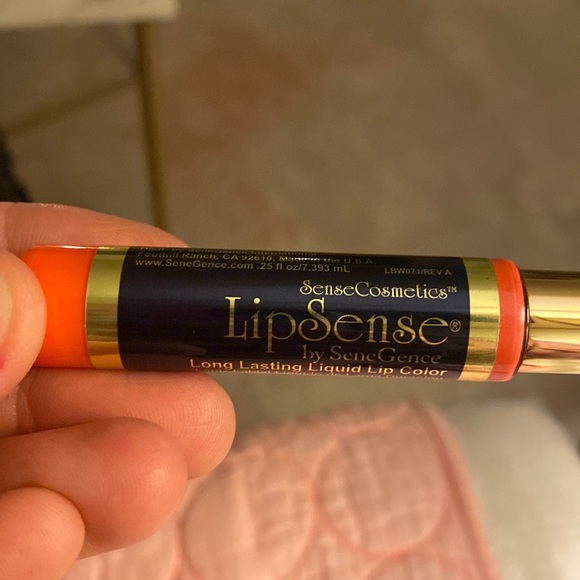 Foothill Ranch, CA 92610, Made in the U.S.A.
www.SeneGence.com .25 fl oz/7.393 mL
LBW071/REV A
SenseCosmetics™
LipSense®
by SeneGence®
Long Lasting Liquid Lip Color